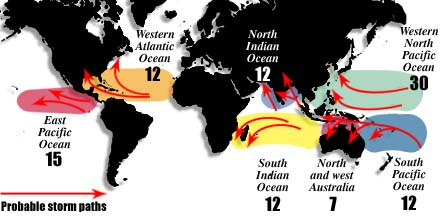 Western
Atlantic
Ocean
12
North
Indian
Ocean
12
Western
North
Pacific
Ocean
30
East
Pacific
Ocean
15
South
Indian
Ocean
12
North
and west
Australia
7
South
Pacific
Ocean
12
Probable storm paths